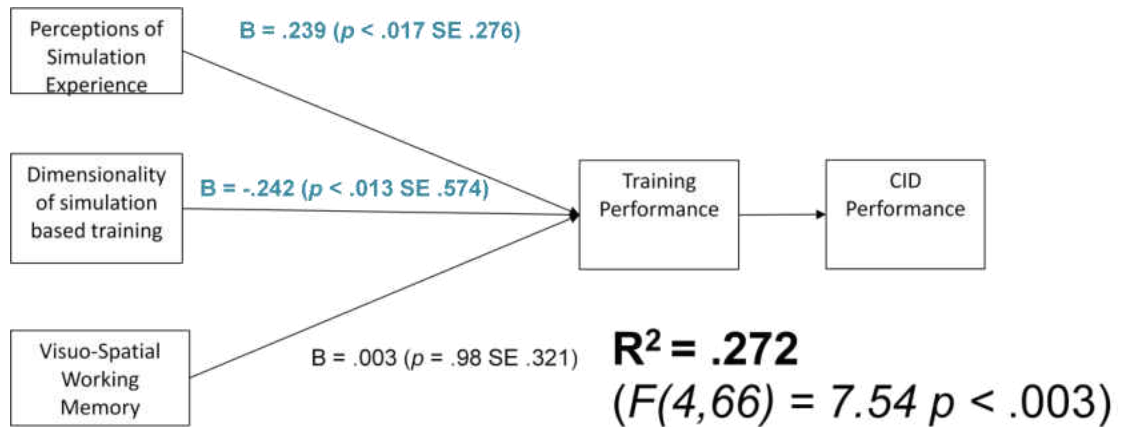 Perceptions of
Simulation
Experience
B = .239 (p < .017 SE .276)
Dimensionality
of simulation
based training
B = -.242 (p < .013 SE .574)
Training
Performance
CID
Performance
Visuo-Spatial
Working
Memory
B = .003 (p = .98 SE .321)
R² = .272
(F(4,66) = 7.54 p < .003)